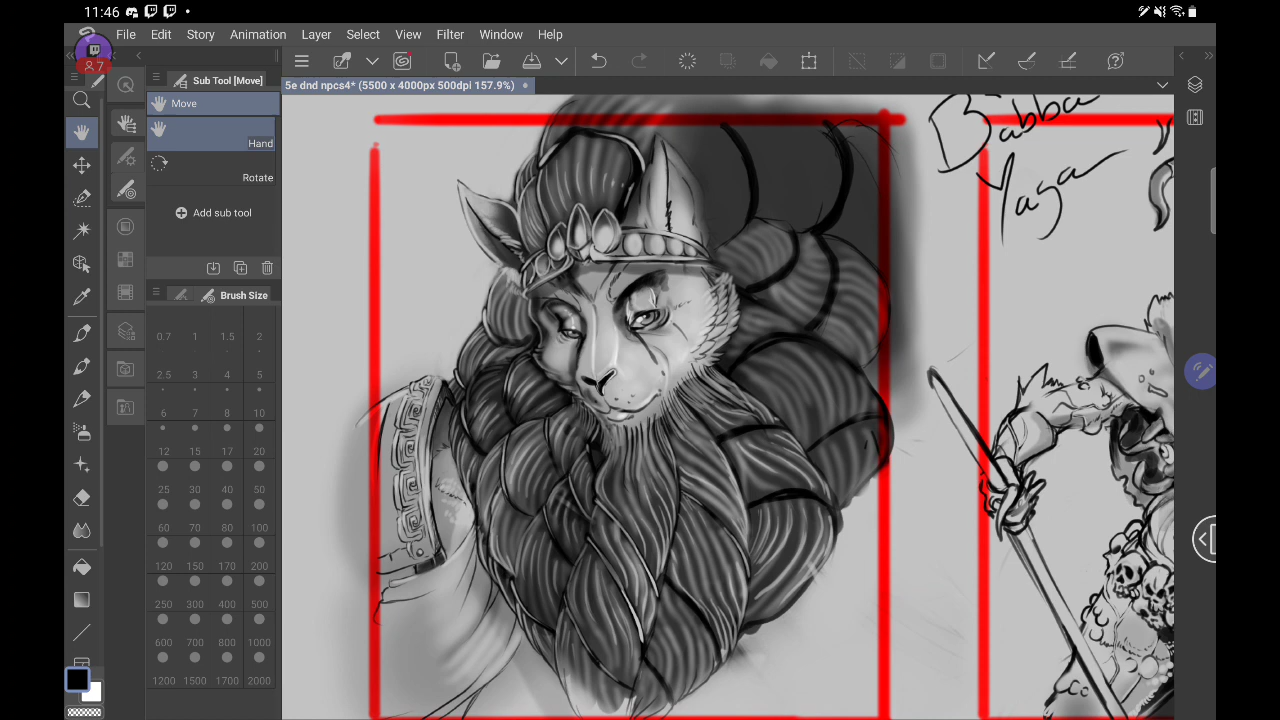 11:46
File Edit Story Animation Layer Select View Filter Window Help
7
Sub Tool [Move]
5e dnd npcs4* (5500 x 4000px 500dpi 157.9%)
Move
Hand
Rotate
Add sub tool
Brush Size
0.7 1 1.5 2
2.5 3 4 5
6 7 8 10
12 15 17 20
25 30 40 50
60 70 80 100
120 150 170 200
250 300 400 500
600 700 800 1000
1200 1500 1700 2000
Babba
Yaga